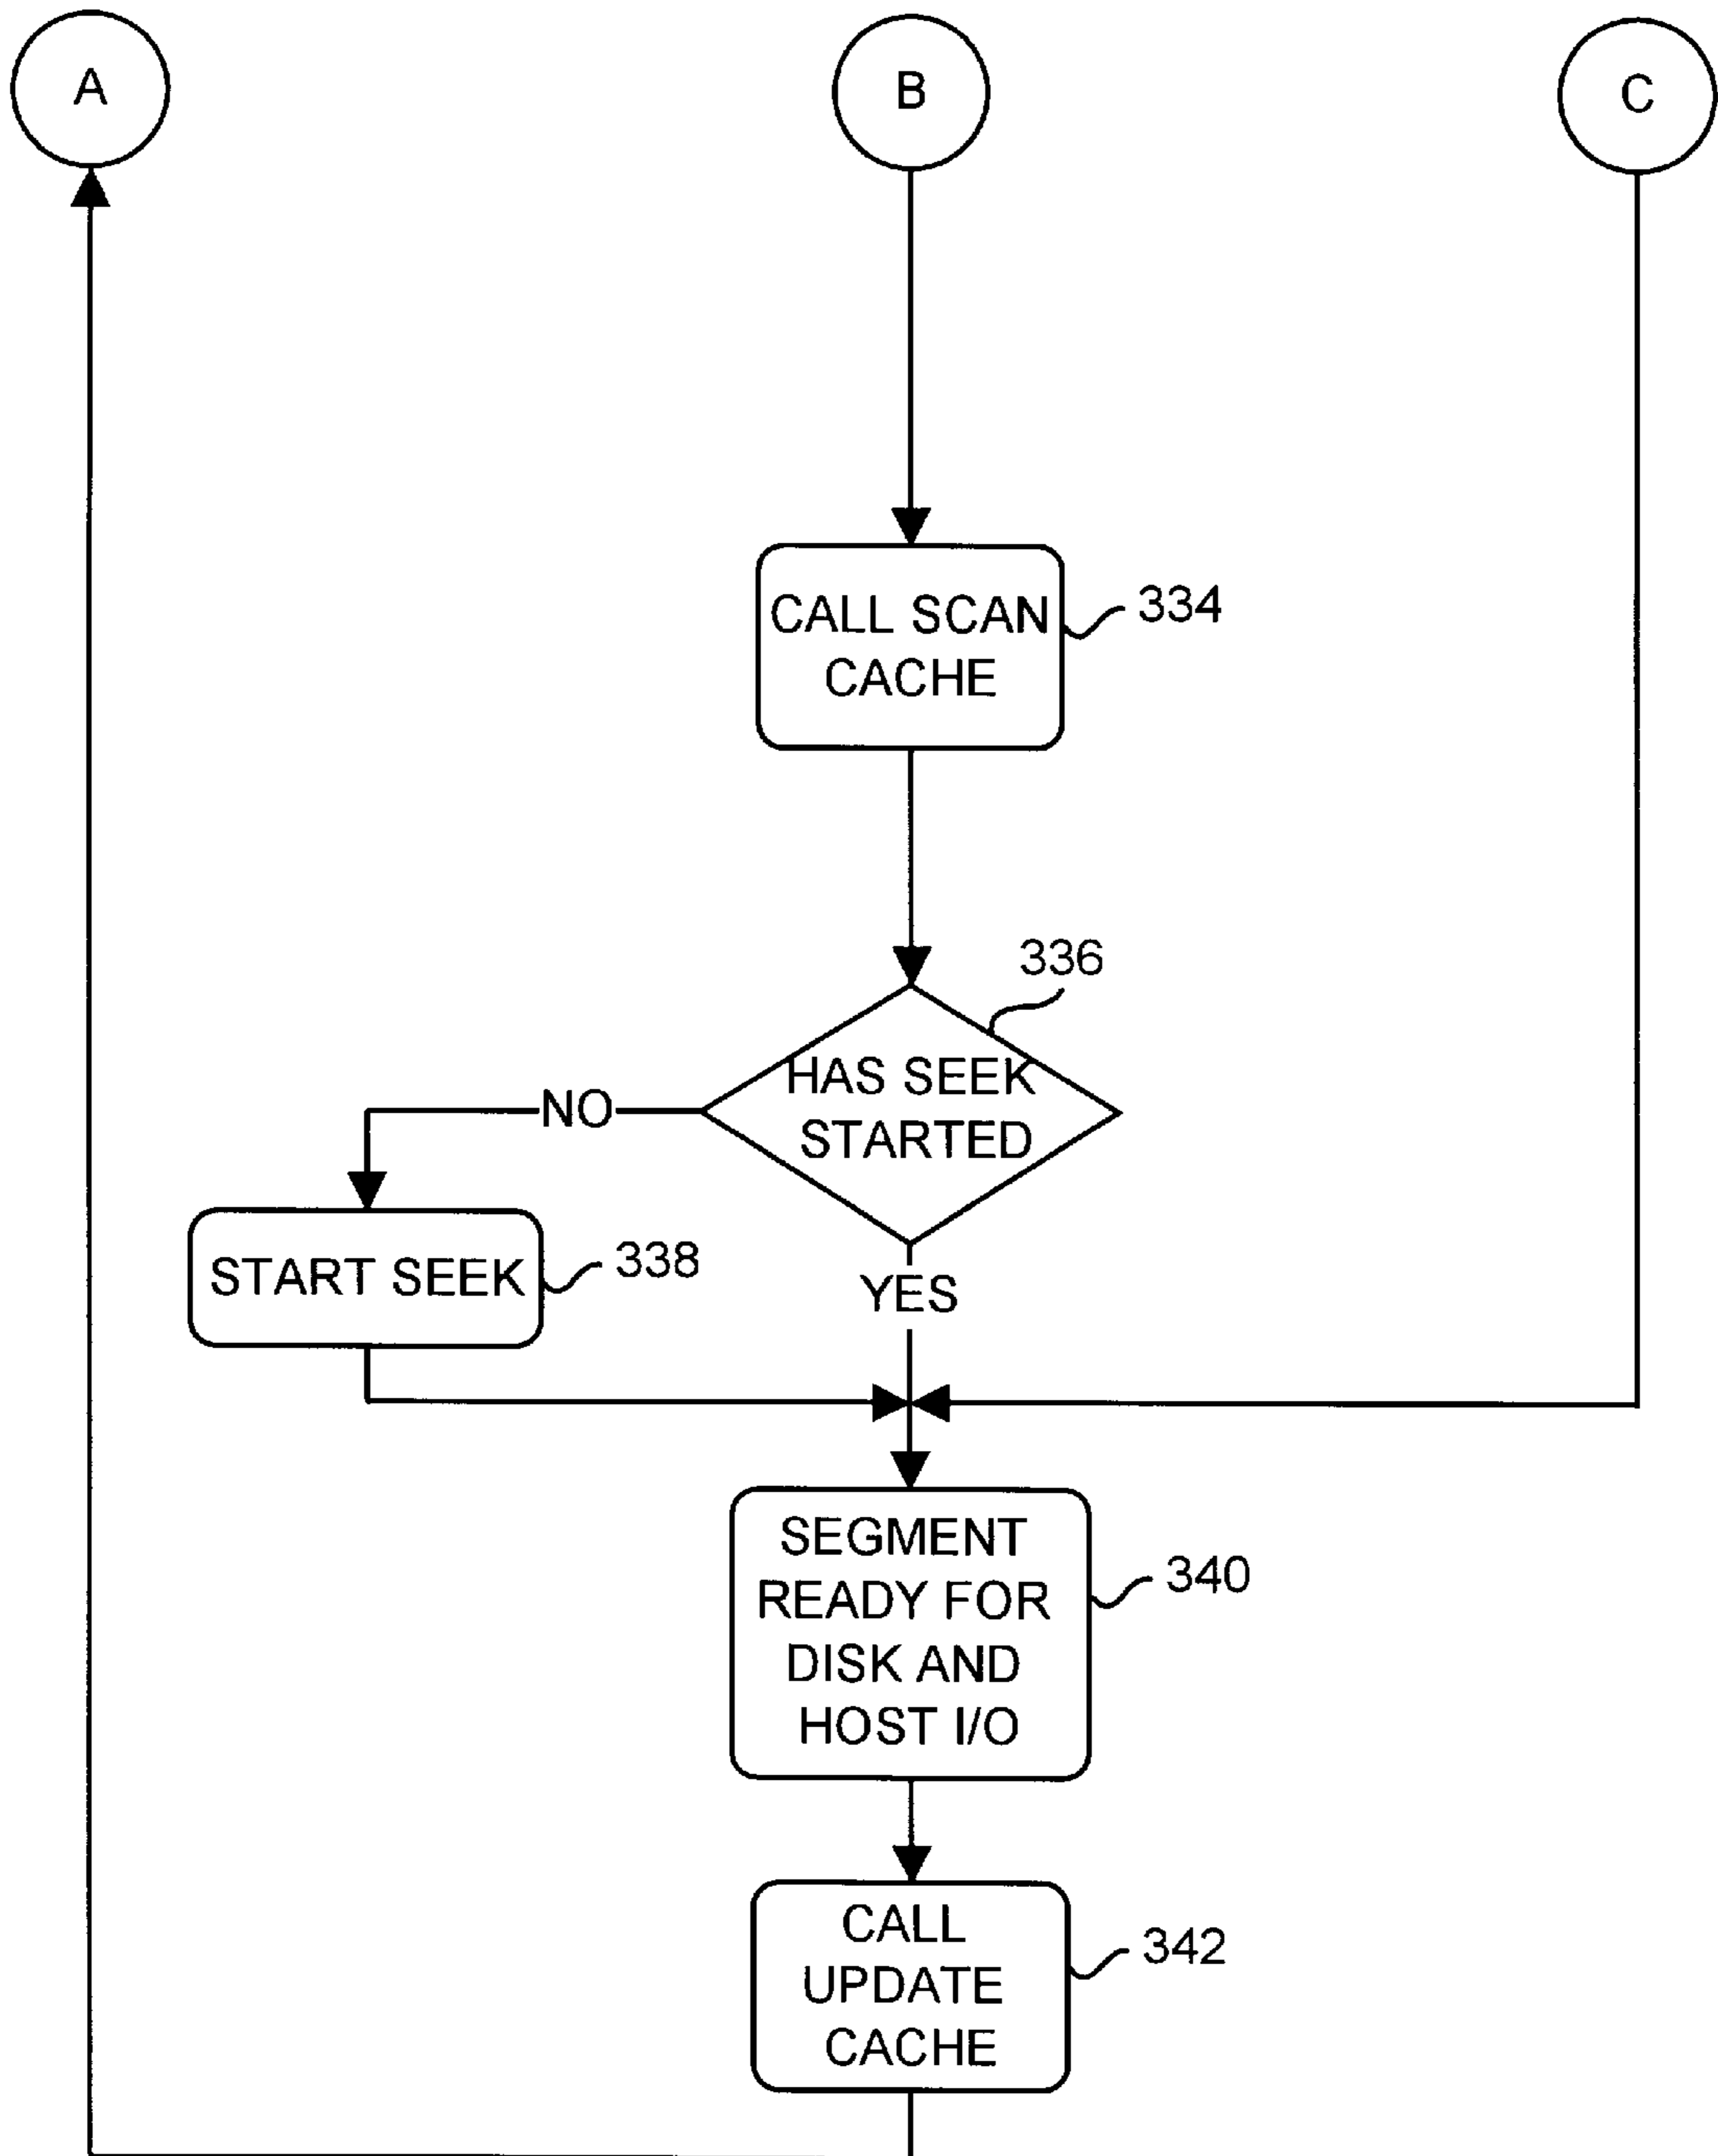 A
B
C
CALL SCAN
CACHE
334
336
HAS SEEK
STARTED
NO
START SEEK
338
YES
SEGMENT
READY FOR
DISK AND
HOST I/O
340
CALL
UPDATE
CACHE
342